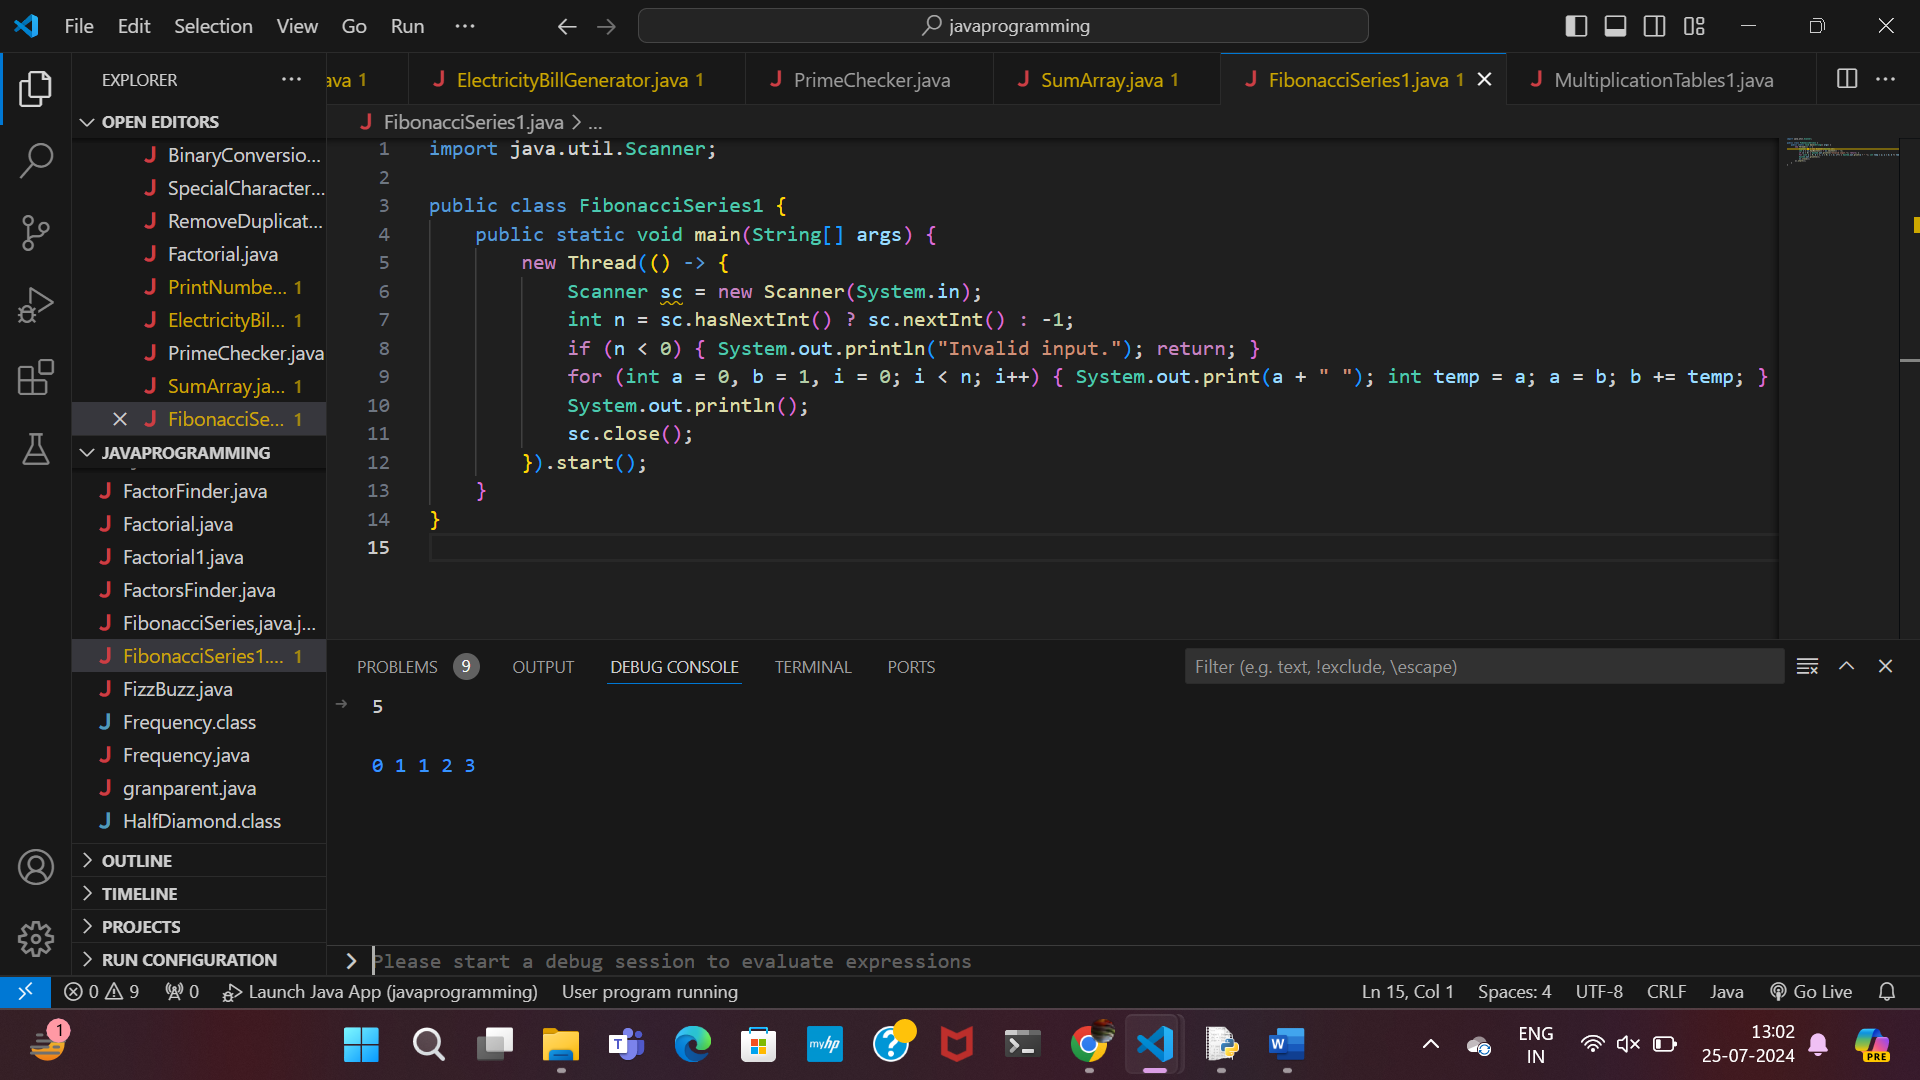 File Edit Selection View Go Run ···
javaprogramming
EXPLORER ···
ava 1
J ElectricityBillGenerator.java 1
J PrimeChecker.java
J SumArray.java 1
J FibonacciSeries1.java 1
J MultiplicationTables1.java
OPEN EDITORS
J BinaryConversio...
J SpecialCharacter...
J RemoveDuplicat...
J Factorial.java
J PrintNumbe... 1
J ElectricityBil... 1
J PrimeChecker.java
J SumArray.ja... 1
J FibonacciSe... 1
JAVAPROGRAMMING
J FactorFinder.java
J Factorial.java
J Factorial1.java
J FactorsFinder.java
J FibonacciSeries,java.j...
J FibonacciSeries1.... 1
J FizzBuzz.java
J Frequency.class
J Frequency.java
J granparent.java
J HalfDiamond.class
OUTLINE
TIMELINE
PROJECTS
RUN CONFIGURATION
J FibonacciSeries1.java > ...
1 import java.util.Scanner;
2
3 public class FibonacciSeries1 {
4 public static void main(String[] args) {
5 new Thread(() -> {
6 Scanner sc = new Scanner(System.in);
7 int n = sc.hasNextInt() ? sc.nextInt() : -1;
8 if (n < 0) { System.out.println("Invalid input."); return; }
9 for (int a = 0, b = 1, i = 0; i < n; i++) { System.out.print(a + " "); int temp = a; a = b; b += temp; }
10 System.out.println();
11 sc.close();
12 }).start();
13 }
14 }
15
PROBLEMS 9 OUTPUT DEBUG CONSOLE TERMINAL PORTS
Filter (e.g. text, !exclude, \escape)
5
0 1 1 2 3
> Please start a debug session to evaluate expressions
0 9 0 Launch Java App (javaprogramming) User program running
Ln 15, Col 1 Spaces: 4 UTF-8 CRLF Java Go Live
1
T
myhp
?
W
ENG
IN
13:02
25-07-2024
PRE